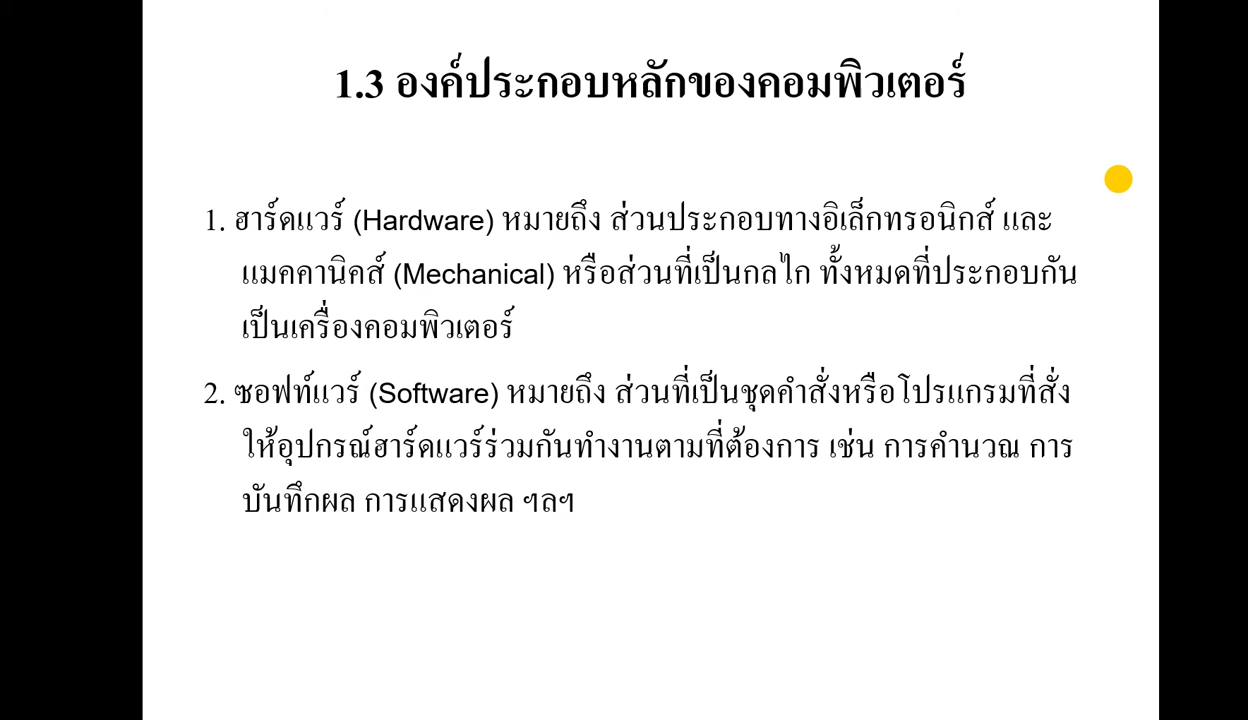 1.3 องค์ประกอบหลักของคอมพิวเตอร์
1. ฮาร์ดแวร์ (Hardware) หมายถึง ส่วนประกอบทางอิเล็กทรอนิกส์ และ
แมคคานิคส์ (Mechanical) หรือส่วนที่เป็นกลไก ทั้งหมดที่ประกอบกัน
เป็นเครื่องคอมพิวเตอร์
2. ซอฟท์แวร์ (Software) หมายถึง ส่วนที่เป็นชุดคำสั่งหรือโปรแกรมที่สั่ง
ให้อุปกรณ์ฮาร์ดแวร์ร่วมกันทำงานตามที่ต้องการ เช่น การคำนวณ การ
บันทึกผล การแสดงผล ฯลฯ